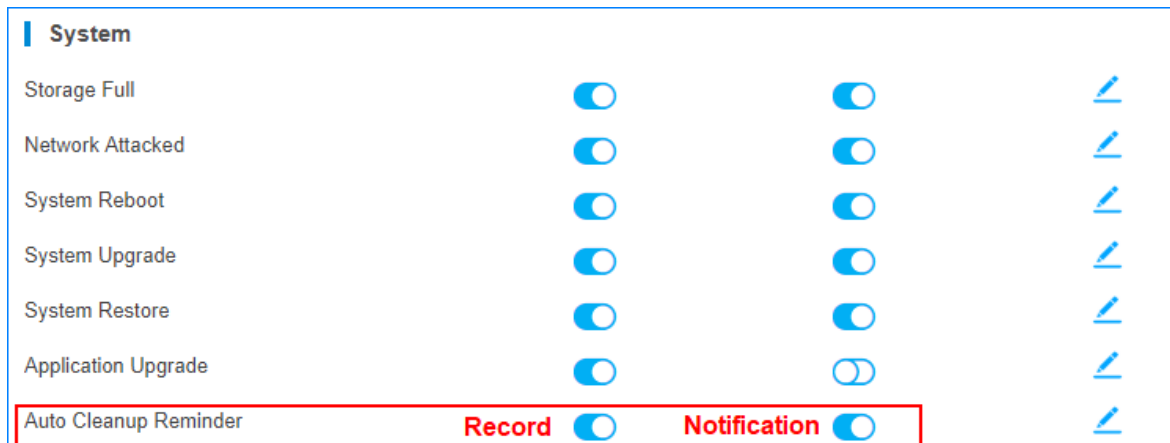 System
Storage Full
Network Attacked
System Reboot
System Upgrade
System Restore
Application Upgrade
Auto Cleanup Reminder Record Notification